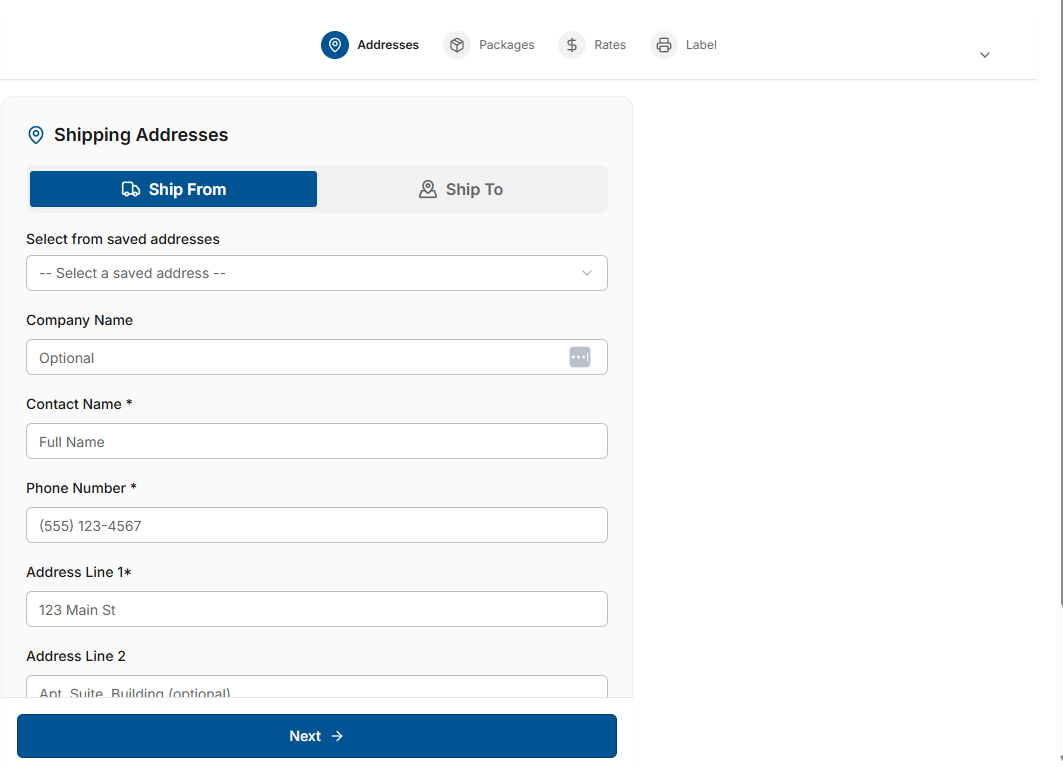 Addresses Packages Rates Label
Shipping Addresses
Ship From Ship To
Select from saved addresses
-- Select a saved address --
Company Name
Optional
Contact Name *
Full Name
Phone Number *
(555) 123-4567
Address Line 1*
123 Main St
Address Line 2
Apt, Suite, Building (optional)
Next